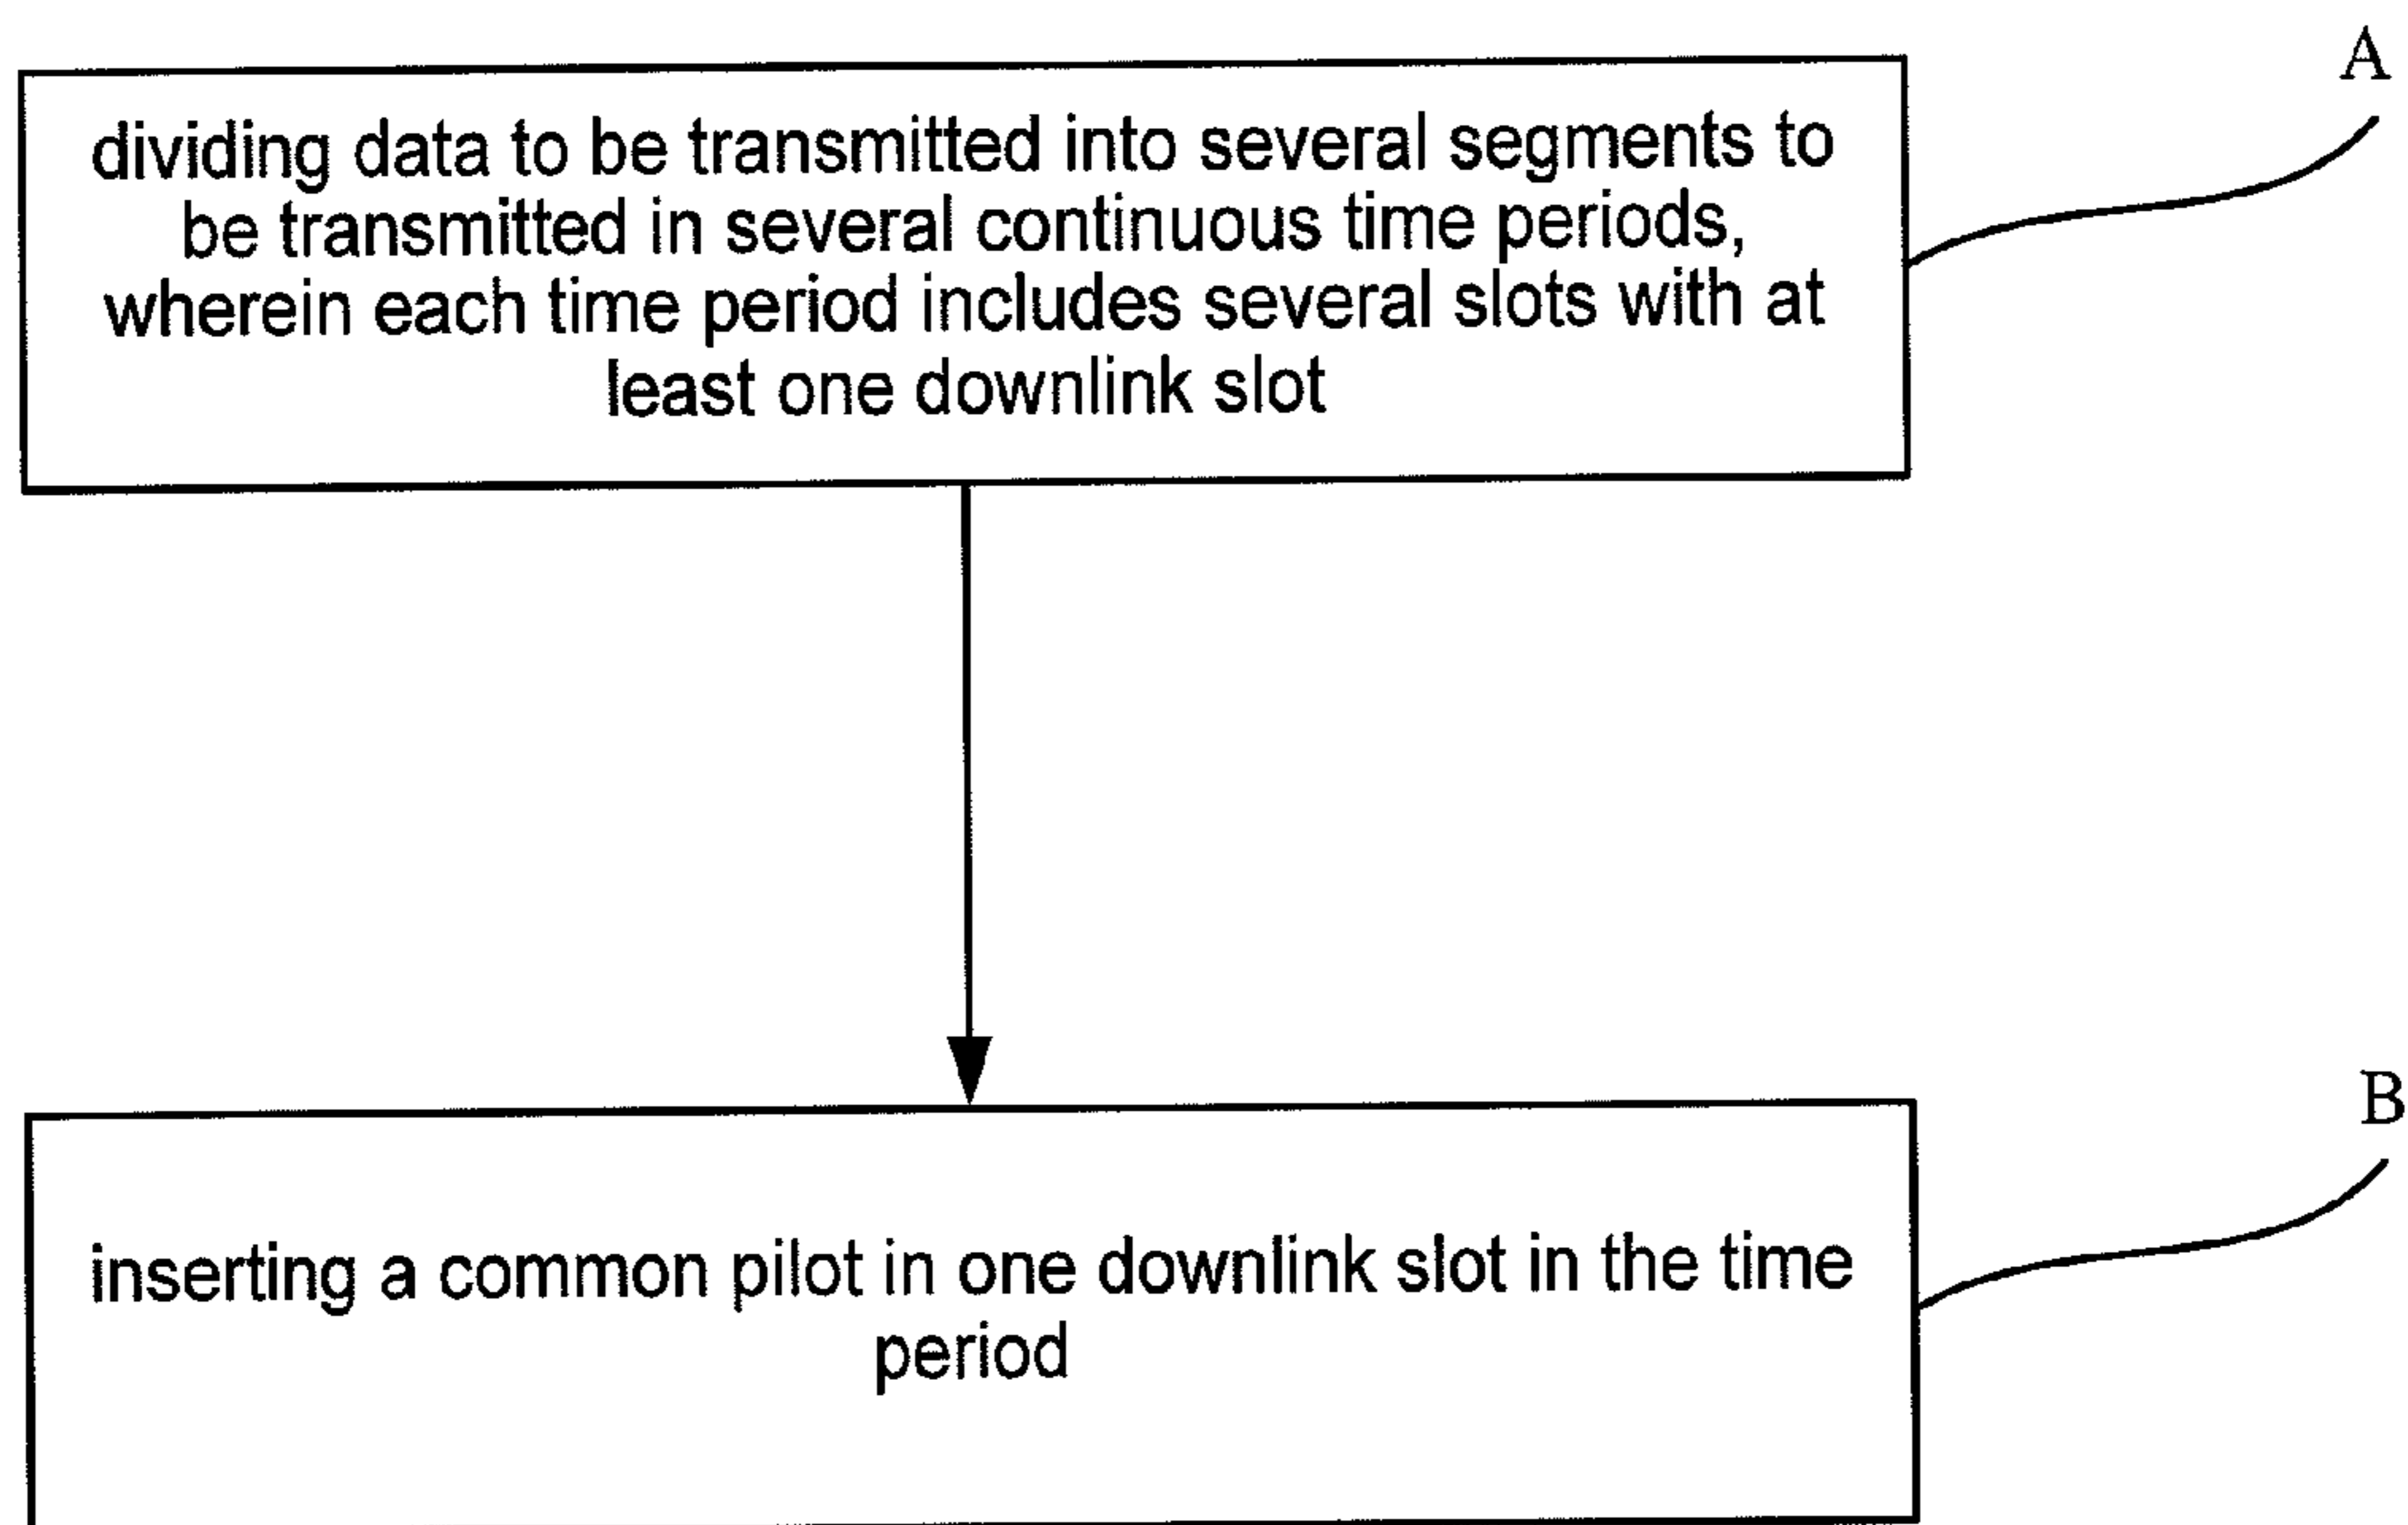 A
dividing data to be transmitted into several segments to
be transmitted in several continuous time periods,
wherein each time period includes several slots with at
least one downlink slot
B
inserting a common pilot in one downlink slot in the time
period